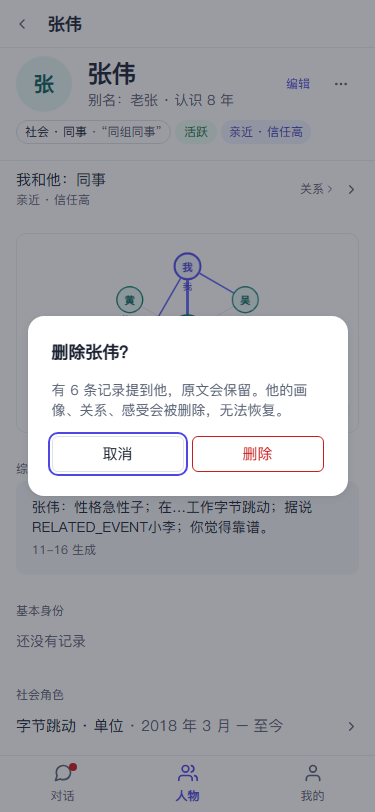 张伟
张
张伟
别名：老张 · 认识 8 年
编辑
社会 · 同事 · “同组同事”
活跃
亲近 · 信任高
我和他：同事
亲近 · 信任高
关系
我
我
黄
吴
删除张伟？
有 6 条记录提到他，原文会保留。他的画
像、关系、感受会被删除，无法恢复。
取消
删除
综
张伟：性格急性子；在…工作字节跳动；据说
RELATED_EVENT小李；你觉得靠谱。
11-16 生成
基本身份
还没有记录
社会角色
字节跳动 · 单位 · 2018 年 3 月 — 至今
对话
人物
我的